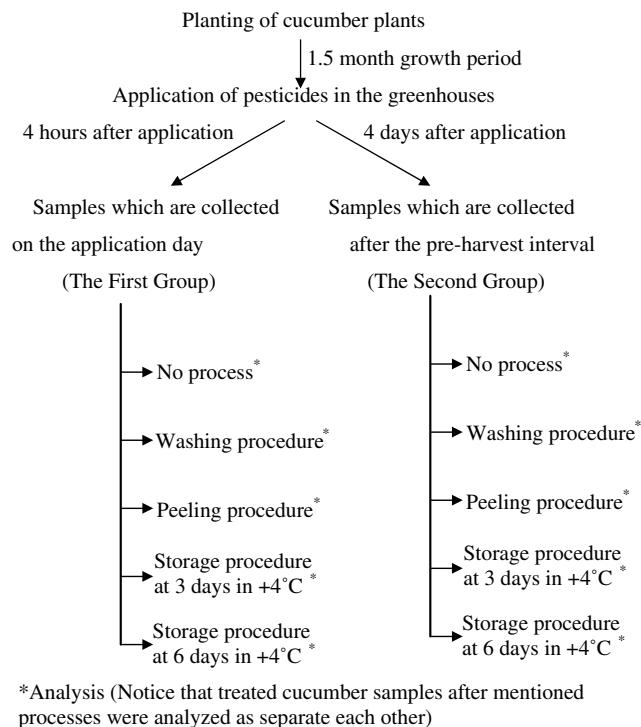 Planting of cucumber plants
1.5 month growth period
Application of pesticides in the greenhouses
4 hours after application
4 days after application
Samples which are collected
on the application day
(The First Group)
Samples which are collected
after the pre-harvest interval
(The Second Group)
No process*
Washing procedure*
Peeling procedure*
Storage procedure
at 3 days in +4°C *
Storage procedure
at 6 days in +4°C *
No process*
Washing procedure*
Peeling procedure*
Storage procedure
at 3 days in +4°C *
Storage procedure
at 6 days in +4°C *
*Analysis (Notice that treated cucumber samples after mentioned
processes were analyzed as separate each other)